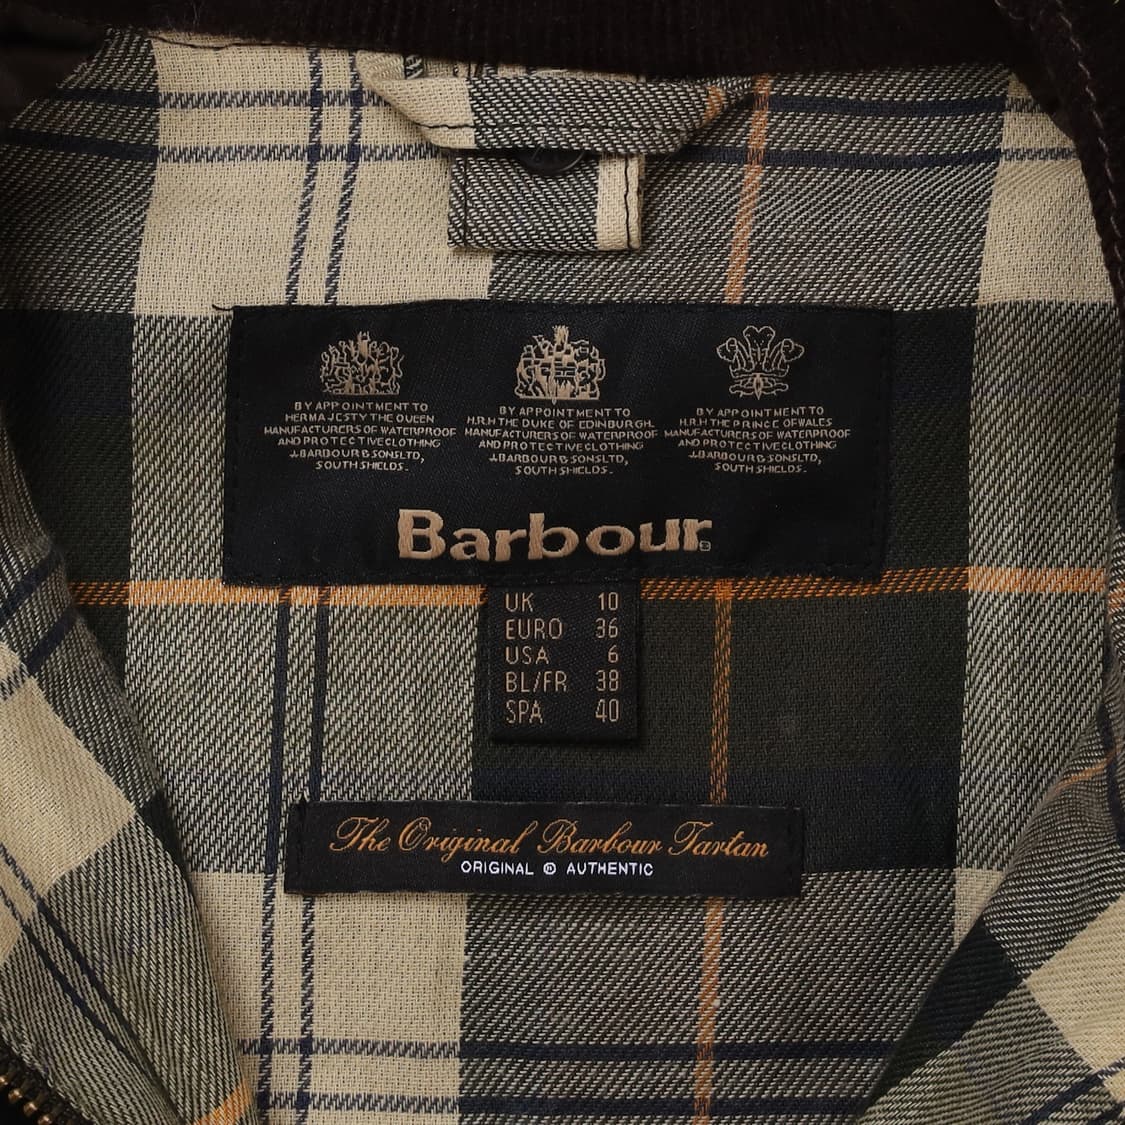 BY APPOINTMENT TO
HER MAJESTY THE QUEEN
MANUFACTURERS OF WATERPROOF
AND PROTECTIVE CLOTHING
J.BARBOUR & SONS LTD,
SOUTH SHIELDS.
BY APPOINTMENT TO
H.R.H THE DUKE OF EDINBURGH
MANUFACTURERS OF WATERPROOF
AND PROTECTIVE CLOTHING
J.BARBOUR & SONS LTD,
SOUTH SHIELDS.
BY APPOINTMENT TO
H.R.H THE PRINCE OF WALES
MANUFACTURERS OF WATERPROOF
AND PROTECTIVE CLOTHING
J.BARBOUR & SONS LTD,
SOUTH SHIELDS.
Barbour®
UK 10
EURO 36
USA 6
BL/FR 38
SPA 40
The Original Barbour Tartan
ORIGINAL ® AUTHENTIC